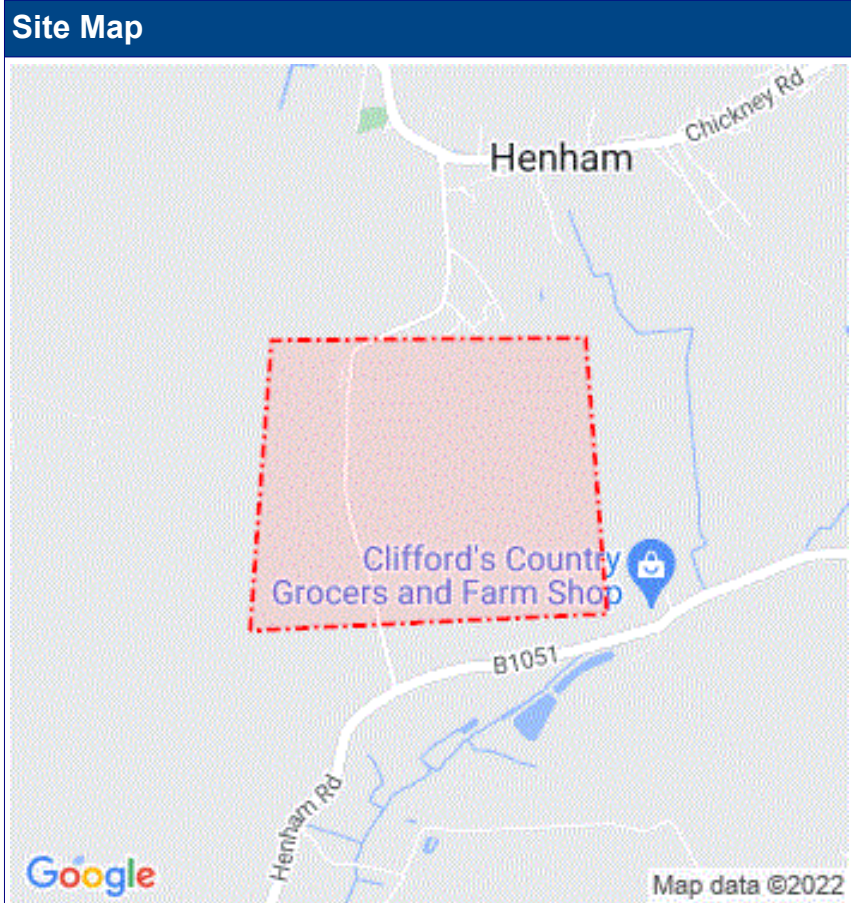 Site Map
Chickney Rd
Henham
Clifford's Country
Grocers and Farm Shop
B1051
Henham Rd
Google
Map data ©2022